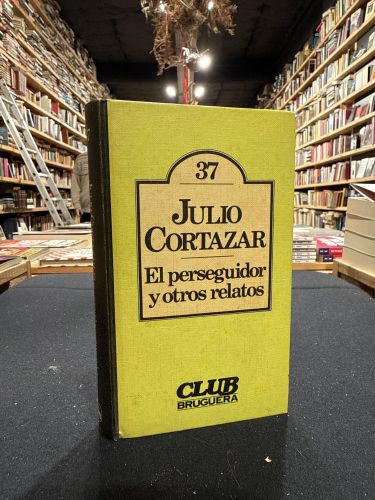 37
JULIO
CORTAZAR
El perseguidor
y otros relatos
CLUB
BRUGUERA